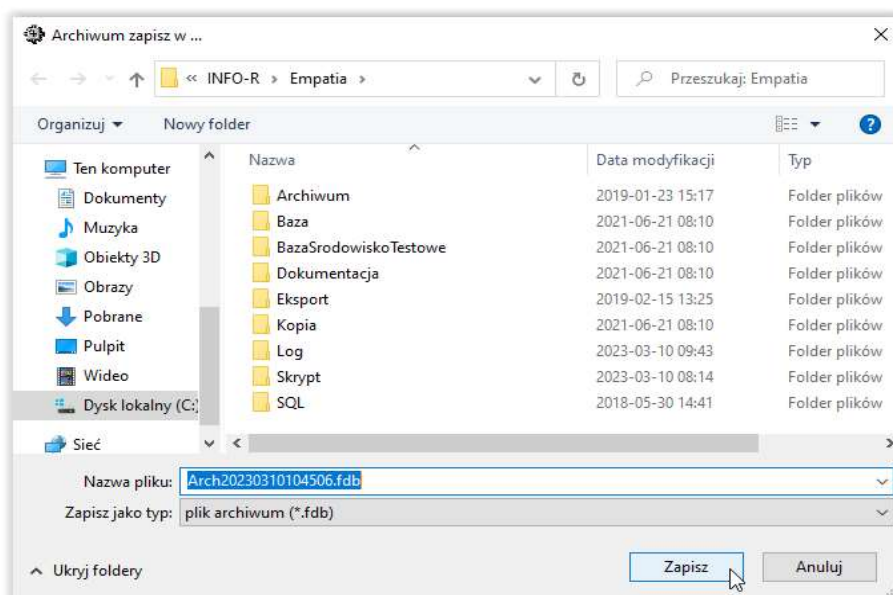 Archiwum zapisz w ...
« INFO-R › Empatia ›
Przeszukaj: Empatia
Organizuj
Nowy folder
?
Ten komputer
Dokumenty
Muzyka
Obiekty 3D
Obrazy
Pobrane
Pulpit
Wideo
Dysk lokalny (C:)
Sieć
Nazwa Data modyfikacji Typ
Archiwum 2019-01-23 15:17 Folder plików
Baza 2021-06-21 08:10 Folder plików
BazaSrodowiskoTestowe 2021-06-21 08:10 Folder plików
Dokumentacja 2021-06-21 08:10 Folder plików
Eksport 2019-02-15 13:25 Folder plików
Kopia 2021-06-21 08:10 Folder plików
Log 2023-03-10 09:43 Folder plików
Skrypt 2023-03-10 08:14 Folder plików
SQL 2018-05-30 14:41 Folder plików
Nazwa pliku: Arch20230310104506.fdb
Zapisz jako typ: plik archiwum (*.fdb)
Ukryj foldery
Zapisz
Anuluj